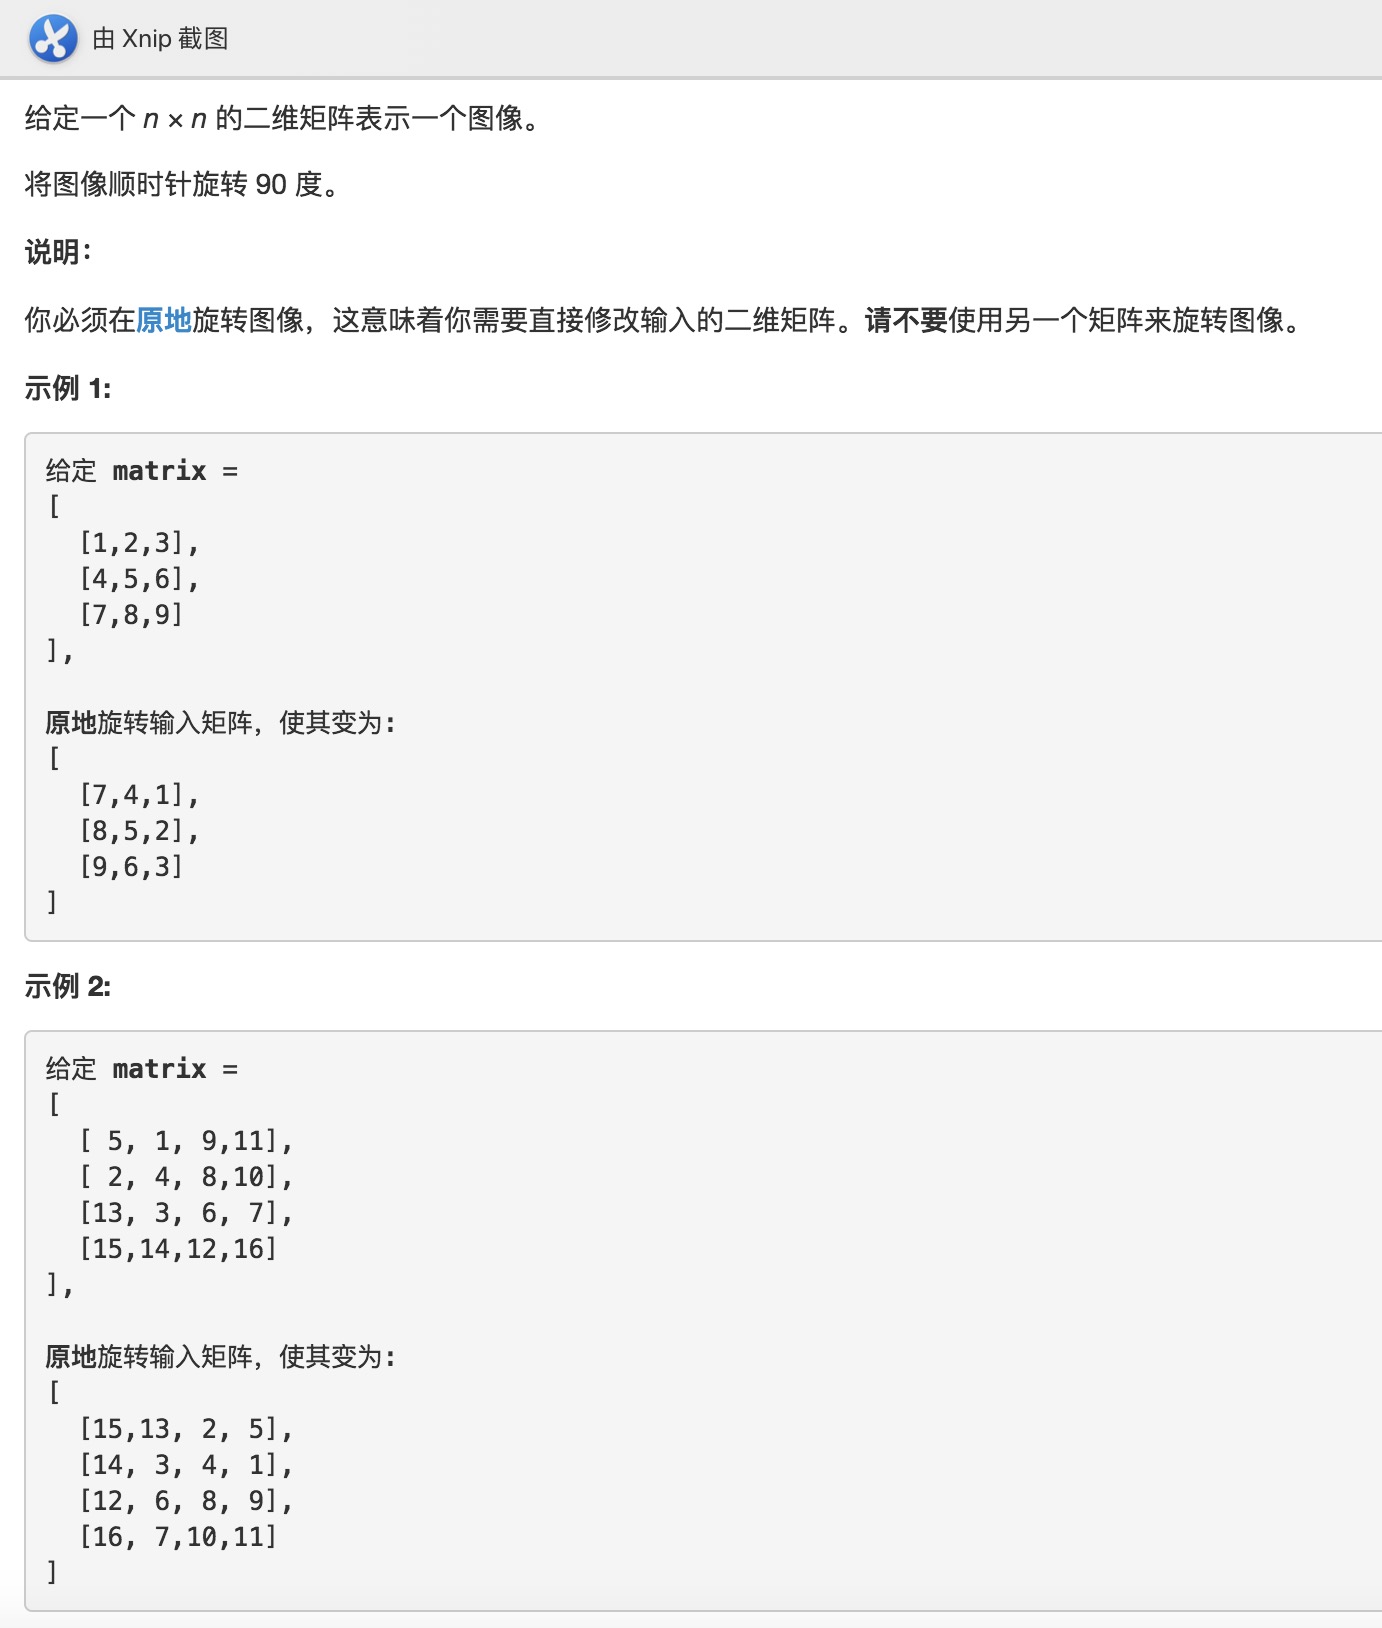 由 Xnip 截图
给定一个 n × n 的二维矩阵表示一个图像。
将图像顺时针旋转 90 度。
说明：
你必须在原地旋转图像，这意味着你需要直接修改输入的二维矩阵。请不要使用另一个矩阵来旋转图像。
示例 1:
给定 matrix =
[
  [1,2,3],
  [4,5,6],
  [7,8,9]
],
原地旋转输入矩阵，使其变为:
[
  [7,4,1],
  [8,5,2],
  [9,6,3]
]
示例 2:
给定 matrix =
[
  [ 5, 1, 9,11],
  [ 2, 4, 8,10],
  [13, 3, 6, 7],
  [15,14,12,16]
],
原地旋转输入矩阵，使其变为:
[
  [15,13, 2, 5],
  [14, 3, 4, 1],
  [12, 6, 8, 9],
  [16, 7,10,11]
]